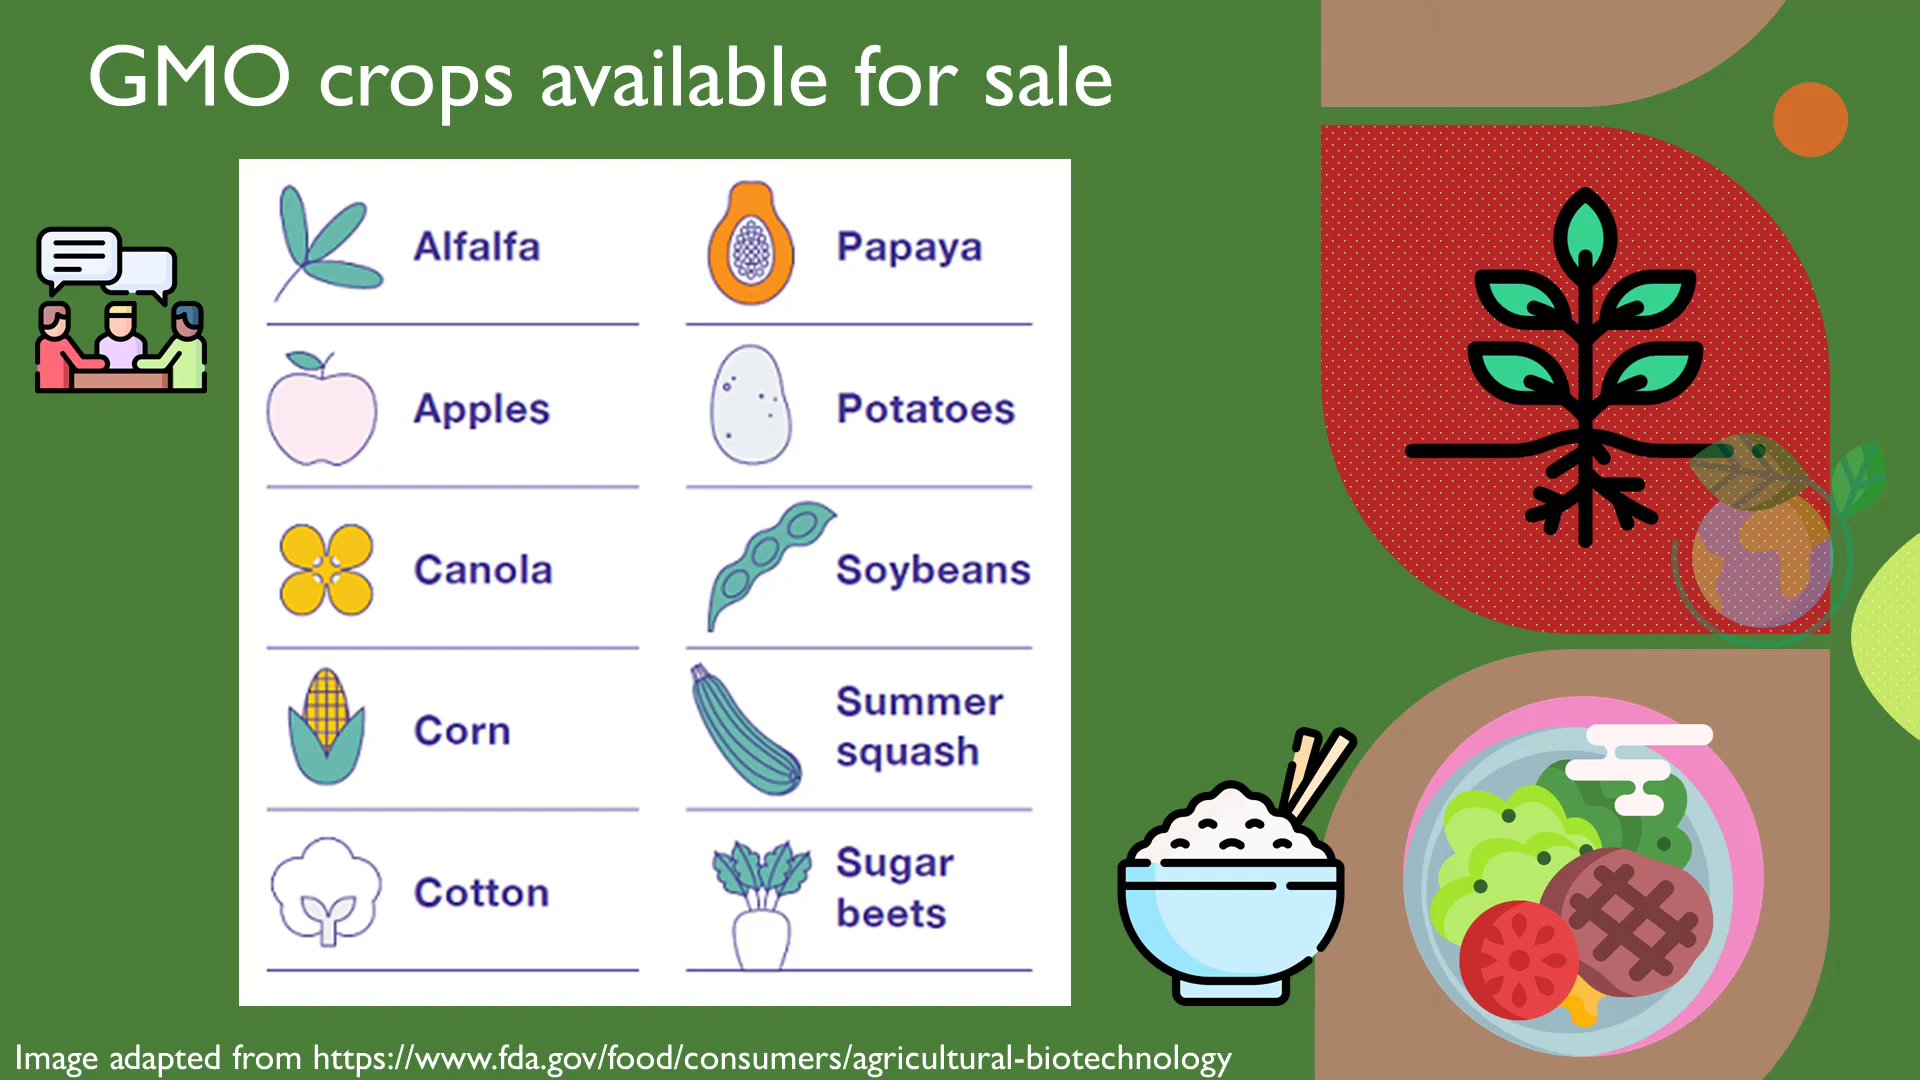 GMO crops available for sale
Alfalfa
Papaya
Apples
Potatoes
Canola
Soybeans
Corn
Summer
squash
Cotton
Sugar
beets
Image adapted from https://www.fda.gov/food/consumers/agricultural-biotechnology